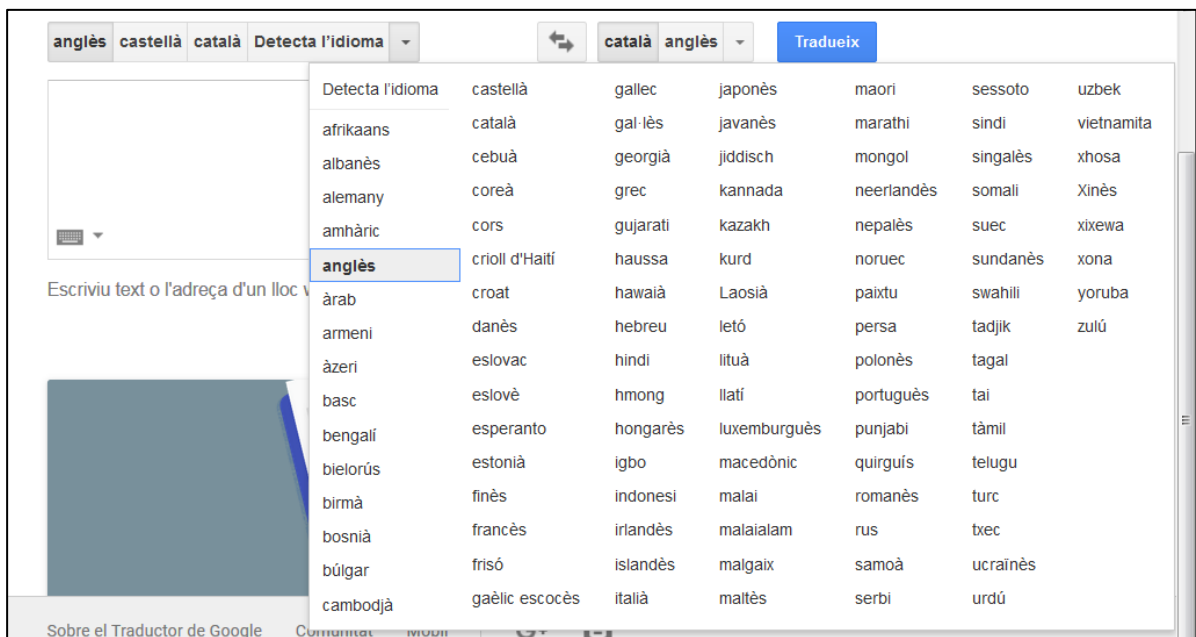 anglès castellà català Detecta l'idioma
català anglès
Tradueix
Detecta l'idioma
afrikaans
albanès
alemany
amhàric
anglès
àrab
armeni
àzeri
basc
bengalí
bielorús
birmà
bosnià
búlgar
cambodjà
castellà
català
cebuà
coreà
cors
crioll d'Haití
croat
danès
eslovac
eslovè
esperanto
estonià
finès
francès
frisó
gaèlic escocès
gallec
gal·lès
georgià
grec
gujarati
haussa
hawaià
hebreu
hindi
hmong
hongarès
igbo
indonesi
irlandès
islandès
italià
japonès
javanès
jiddisch
kannada
kazakh
kurd
Laosià
letó
lituà
llatí
luxemburguès
macedònic
malai
malaialam
malgaix
maltès
maori
marathi
mongol
neerlandès
nepalès
noruec
paixtu
persa
polonès
portuguès
punjabi
quirguís
romanès
rus
samoà
serbi
sessoto
sindi
singalès
somali
suec
sundanès
swahili
tadjik
tagal
tai
tàmil
telugu
turc
txec
ucraïnès
urdú
uzbek
vietnamita
xhosa
Xinès
xixewa
xona
yoruba
zulú
Escriviu text o l'adreça d'un lloc
Sobre el Traductor de Google Comunitat Mòbil